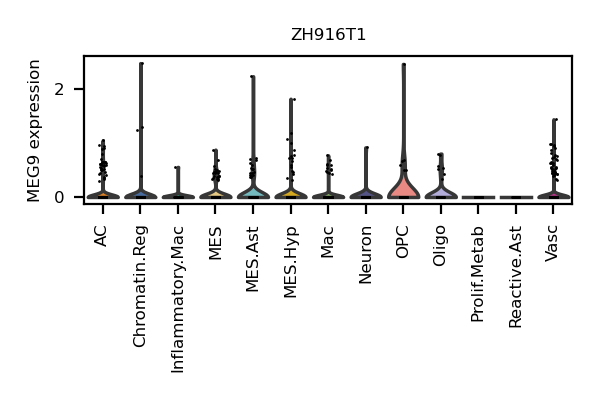 ZH916T1
MEG9 expression
2
0
AC
Chromatin.Reg
Inflammatory.Mac
MES
MES.Ast
MES.Hyp
Mac
Neuron
OPC
Oligo
Prolif.Metab
Reactive.Ast
Vasc